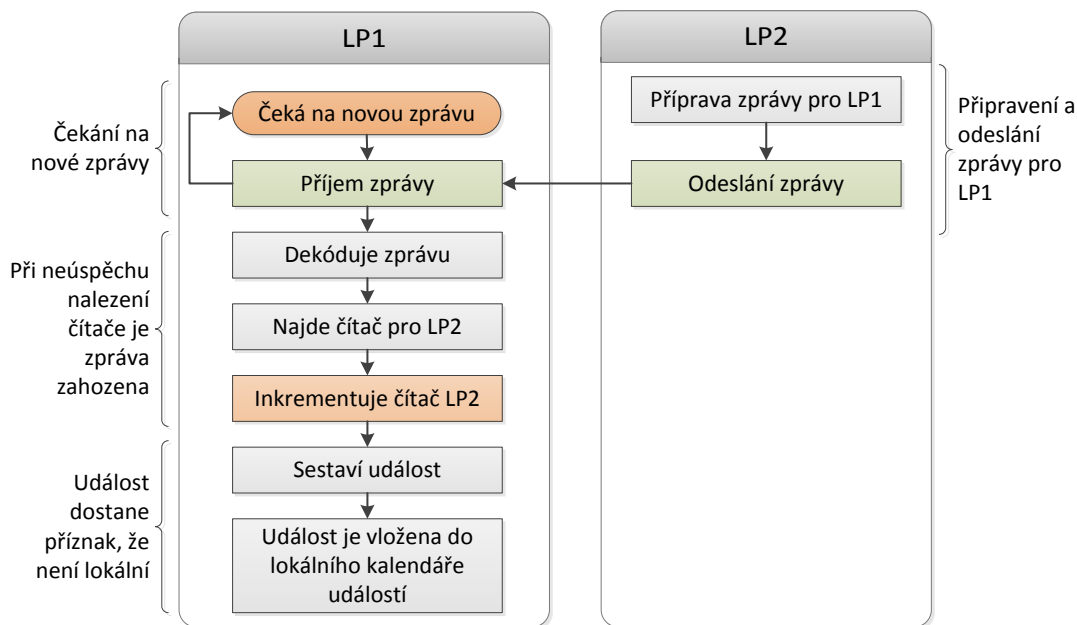 LP1
LP2
Čekání na
nové zprávy
Čeká na novou zprávu
Příjem zprávy
Příprava zprávy pro LP1
Odeslání zprávy
Připravení a
odeslání
zprávy pro
LP1
Při neúspěchu
nalezení
čítače je
zpráva
zahozena
Dekóduje zprávu
Najde čítač pro LP2
Inkrementuje čítač LP2
Událost
dostane
příznak, že
není lokální
Sestaví událost
Událost je vložena do
lokálního kalendáře
událostí